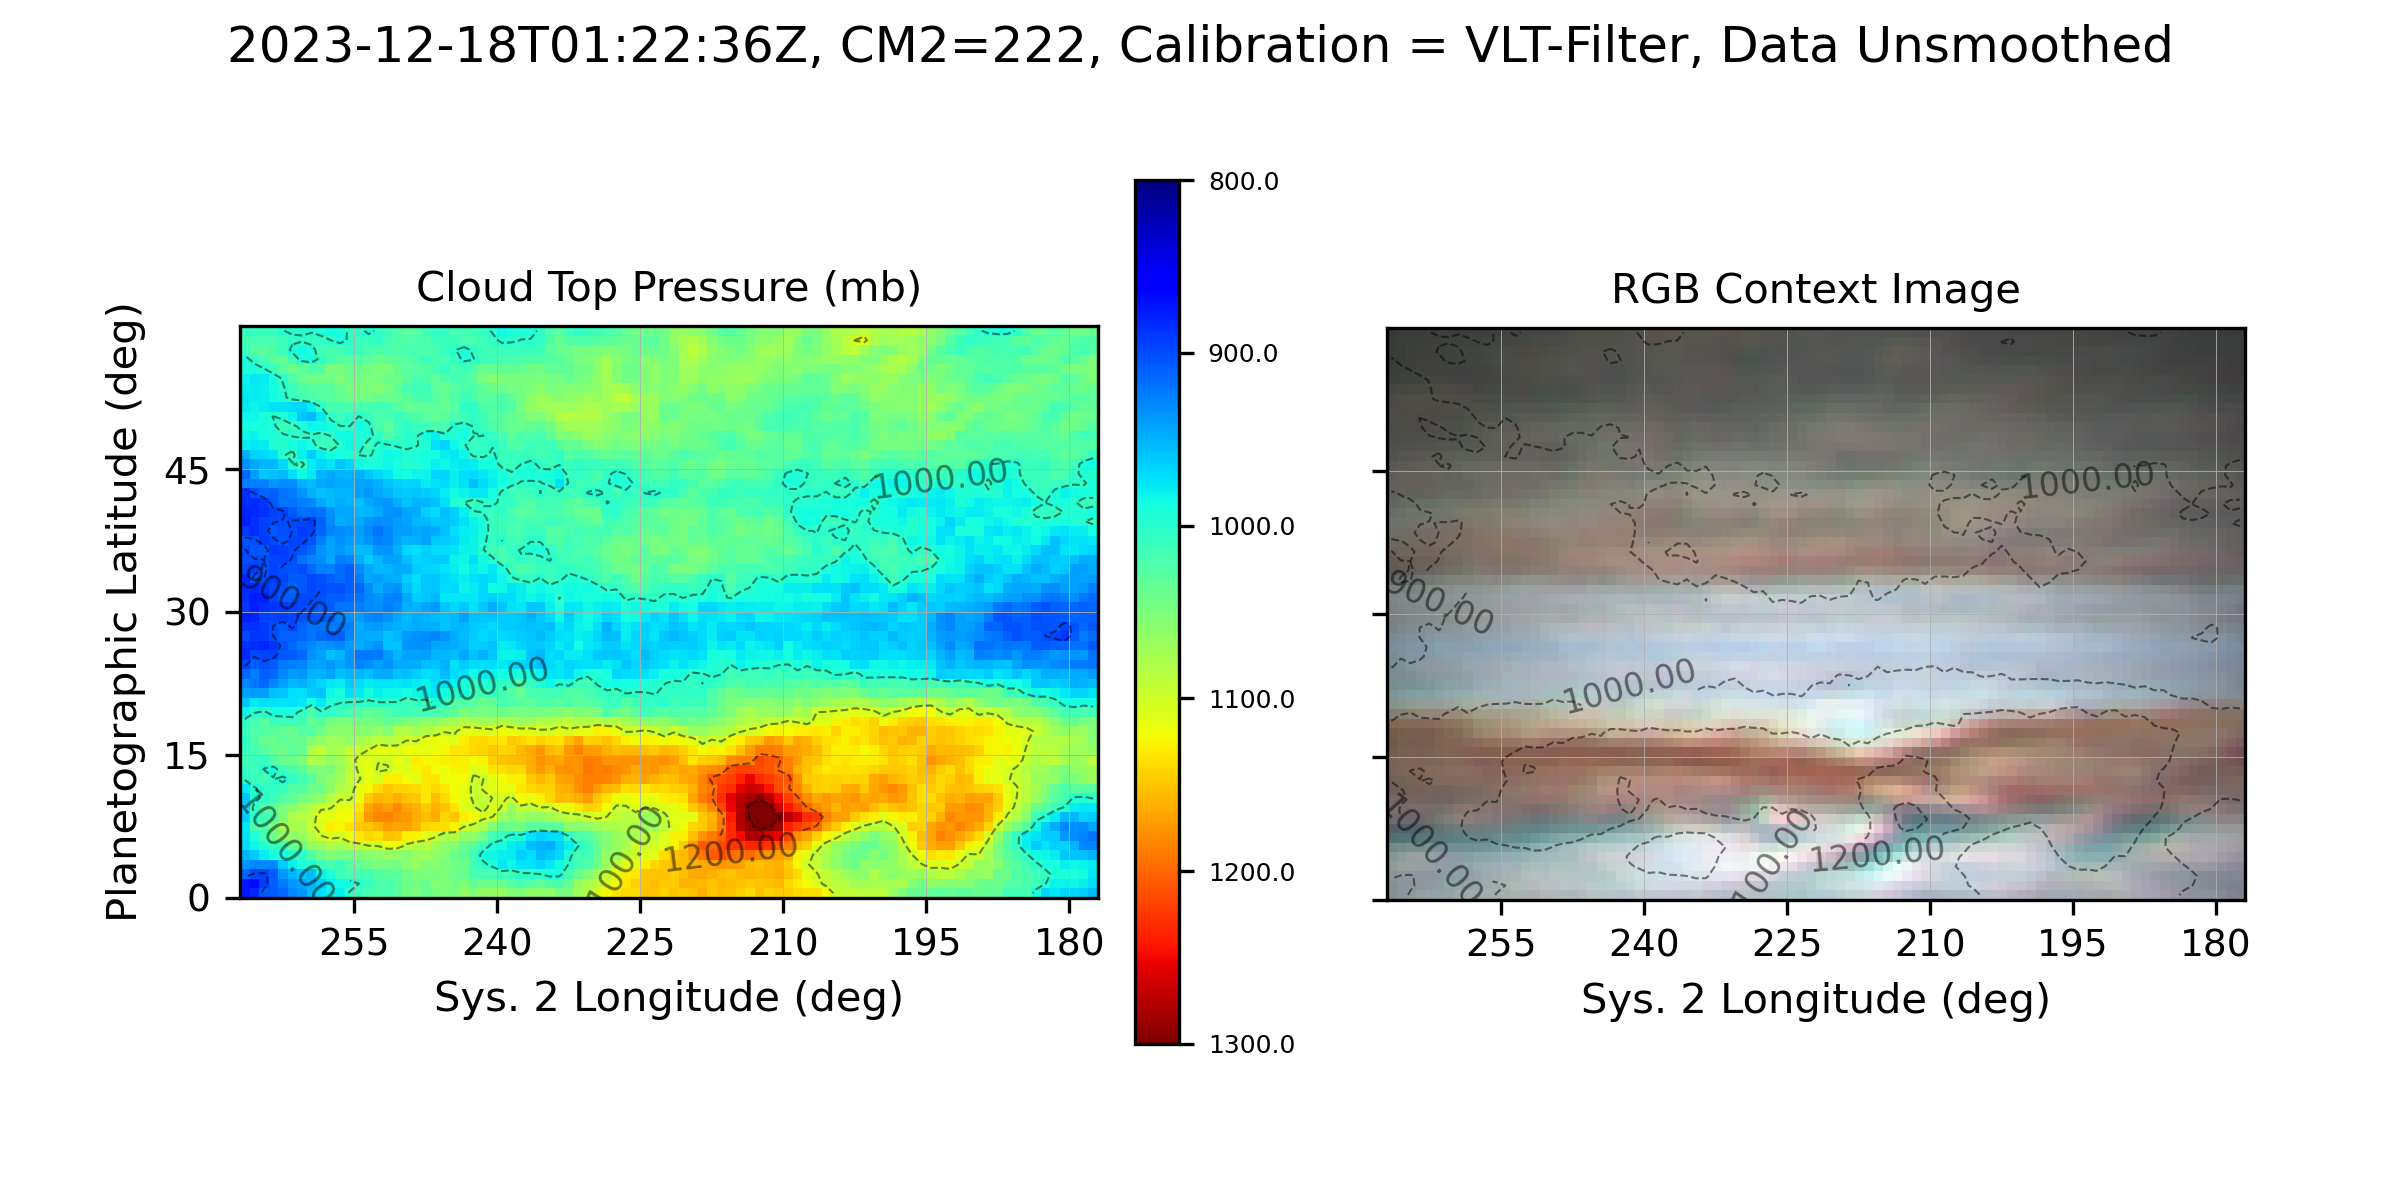 2023-12-18T01:22:36Z, CM2=222, Calibration = VLT-Filter, Data Unsmoothed
Cloud Top Pressure (mb)
Planetographic Latitude (deg)
45
30
15
0
1000.00
900.00
1000.00
1000.00
100.00
1200.00
255 240 225 210 195 180
Sys. 2 Longitude (deg)
800.0
900.0
1000.0
1100.0
1200.0
1300.0
RGB Context Image
1000.00
900.00
1000.00
1000.00
100.00
1200.00
255 240 225 210 195 180
Sys. 2 Longitude (deg)